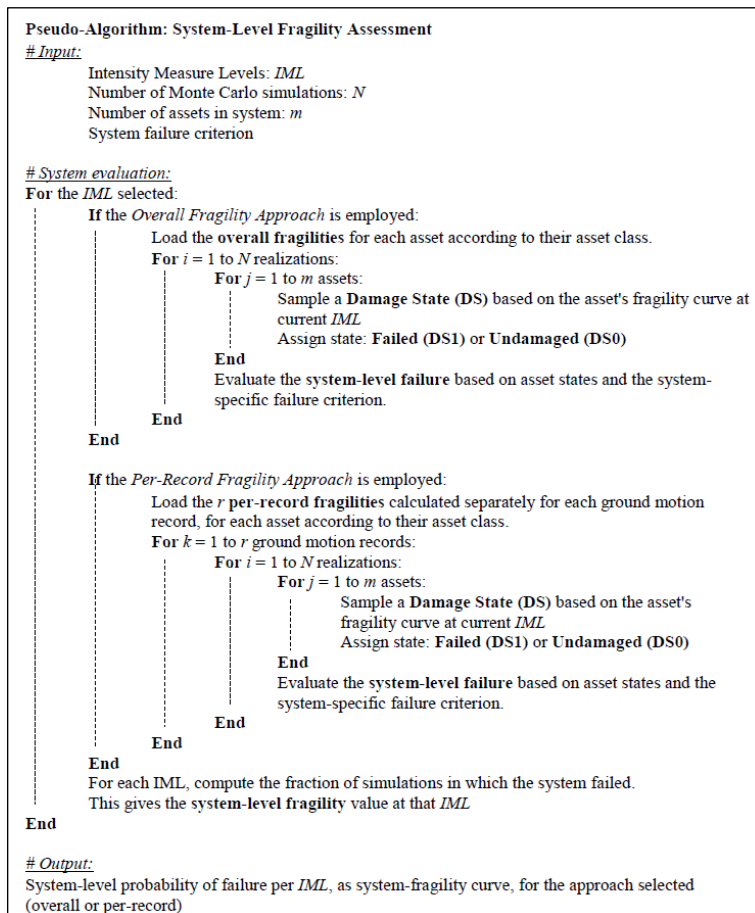 Pseudo-Algorithm: System-Level Fragility Assessment
# Input:
Intensity Measure Levels: IML
Number of Monte Carlo simulations: N
Number of assets in system: m
System failure criterion
# System evaluation:
For the IML selected:
If the Overall Fragility Approach is employed:
Load the overall fragilities for each asset according to their asset class.
For i = 1 to N realizations:
For j = 1 to m assets:
Sample a Damage State (DS) based on the asset's fragility curve at
current IML
Assign state: Failed (DS1) or Undamaged (DS0)
End
Evaluate the system-level failure based on asset states and the system-
specific failure criterion.
End
End
If the Per-Record Fragility Approach is employed:
Load the r per-record fragilities calculated separately for each ground motion
record, for each asset according to their asset class.
For k = 1 to r ground motion records:
For i = 1 to N realizations:
For j = 1 to m assets:
Sample a Damage State (DS) based on the asset's
fragility curve at current IML
Assign state: Failed (DS1) or Undamaged (DS0)
End
Evaluate the system-level failure based on asset states and the
system-specific failure criterion.
End
End
End
For each IML, compute the fraction of simulations in which the system failed.
This gives the system-level fragility value at that IML
End
# Output:
System-level probability of failure per IML, as system-fragility curve, for the approach selected
(overall or per-record)